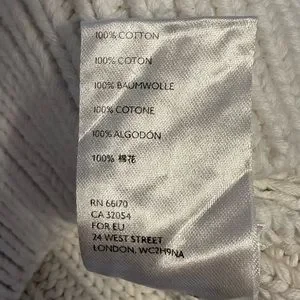 100% COTTON
100% COTON
100% BAUMWOLLE
100% COTONE
100% ALGODÓN
100% 棉花
RN 66170
CA 32054
FOR EU
24 WEST STREET
LONDON, WC2H9NA